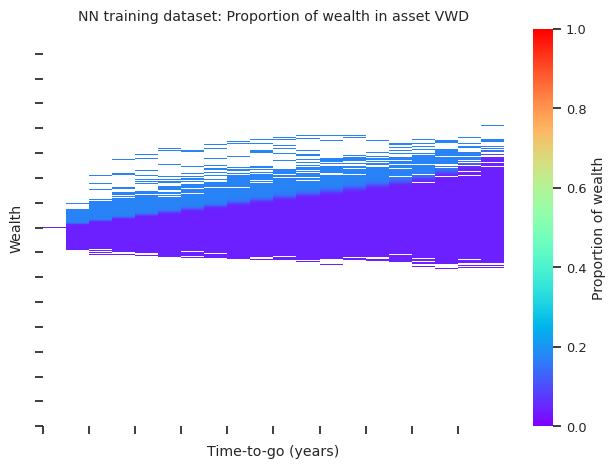 NN training dataset: Proportion of wealth in asset VWD
1.0
0.8
0.6
0.4
0.2
0.0
Proportion of wealth
Wealth
Time-to-go (years)